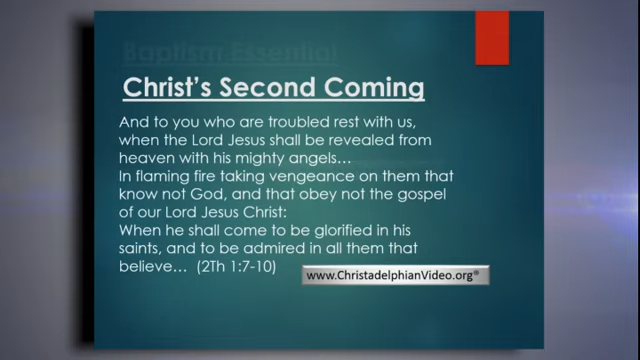 Baptism Essential
Christ's Second Coming
And to you who are troubled rest with us,
when the Lord Jesus shall be revealed from
heaven with his mighty angels…
In flaming fire taking vengeance on them that
know not God, and that obey not the gospel
of our Lord Jesus Christ:
When he shall come to be glorified in his
saints, and to be admired in all them that
believe… (2Th 1:7-10)
www.ChristadelphianVideo.org®